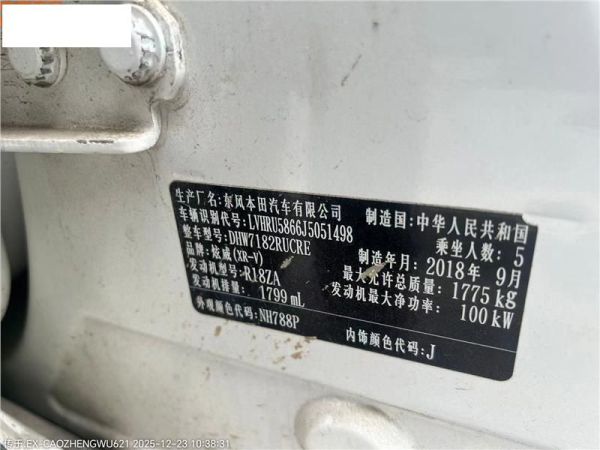 生产厂名:东风本田汽车有限公司 制造国:中华人民共和国
车辆识别代号:LVHRU5866J5051498 乘坐人数:5
整车型号:DHW7182RUCRE 制造年月:2018年 9月
品牌:炫威(XR-V) 最大允许总质量:1775kg
发动机型号:R18ZA 发动机最大净功率:100kW
发动机排量:1799mL
外观颜色代码:NH788P 内饰颜色代码:J
传于:EX-CAOZHENGWU621 2025-12-23 10:38:31